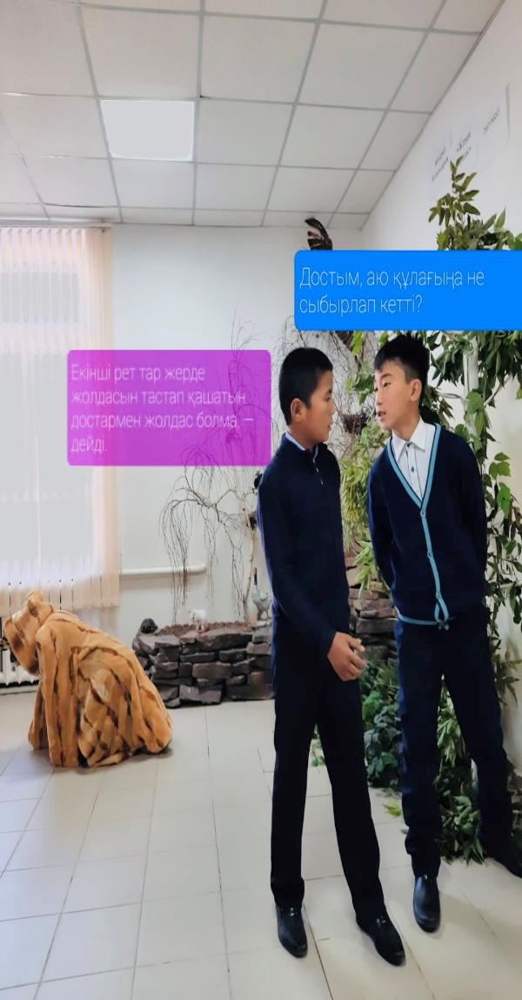 Достым, аю құлағыңа не
сыбырлап кетті?
Екінші рет тар жерде
жолдасын тастап қашатын
достармен жолдас болма, —
дейді.